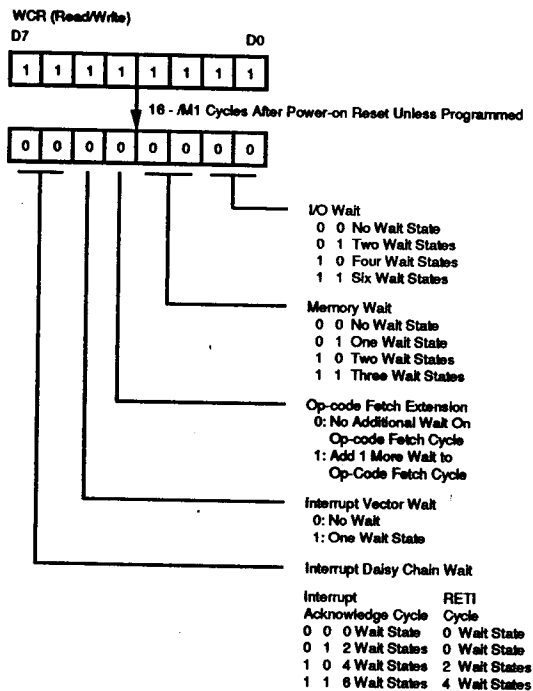 WCR (Read/Write)
D7 D0
1 1 1 1 1 1 1 1
16 - /M1 Cycles After Power-on Reset Unless Programmed
0 0 0 0 0 0 0 0
I/O Wait
0 0 No Wait State
0 1 Two Wait States
1 0 Four Wait States
1 1 Six Wait States
Memory Wait
0 0 No Wait State
0 1 One Wait State
1 0 Two Wait States
1 1 Three Wait States
Op-code Fetch Extension
0: No Additional Wait On
Op-code Fetch Cycle
1: Add 1 More Wait to
Op-Code Fetch Cycle
Interrupt Vector Wait
0: No Wait
1: One Wait State
Interrupt Daisy Chain Wait
Interrupt RETI
Acknowledge Cycle Cycle
0 0 0 Wait State 0 Wait State
0 1 2 Wait States 0 Wait State
1 0 4 Wait States 2 Wait States
1 1 6 Wait States 4 Wait States